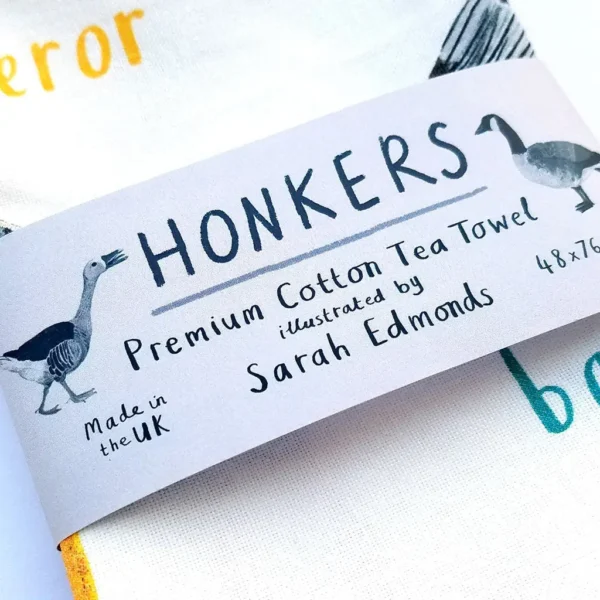 eror
HONKERS
Premium Cotton Tea Towel
illustrated by
Sarah Edmonds
48x76
Made in
the UK